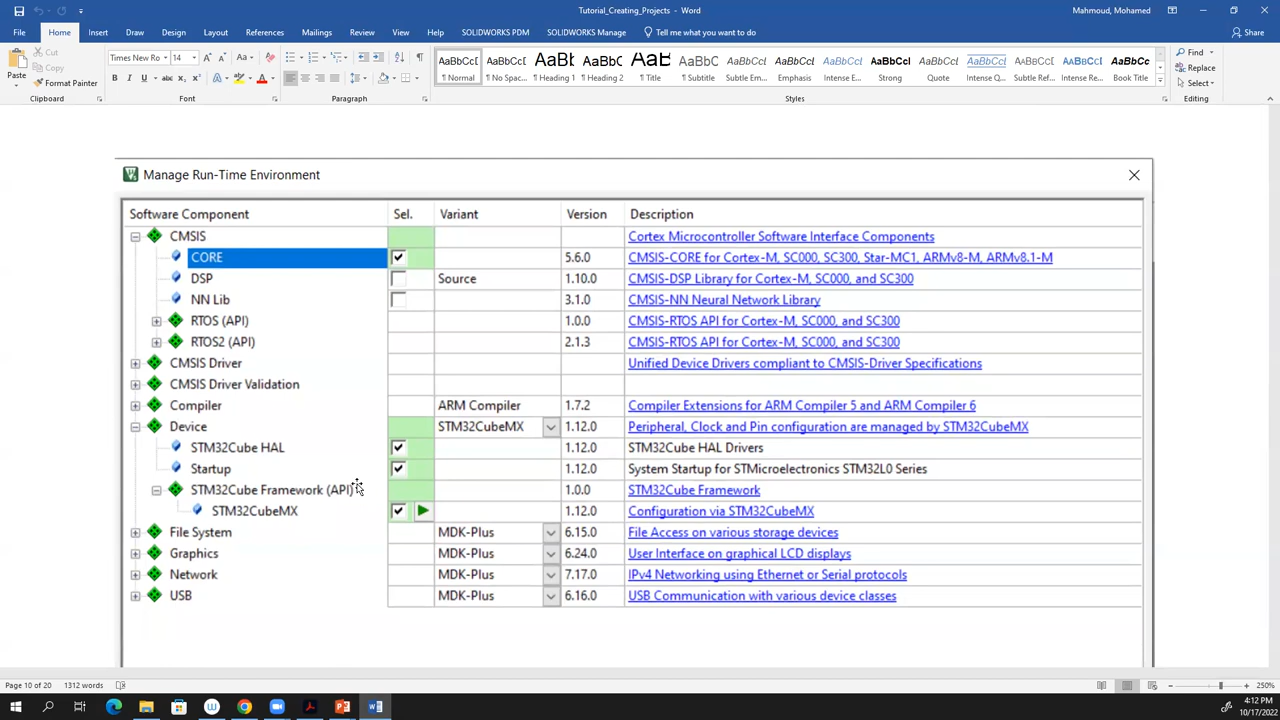 Tutorial_Creating_Projects - Word
Mahmoud, Mohamed
File Home Insert Draw Design Layout References Mailings Review View Help SOLIDWORKS PDM SOLIDWORKS Manage Tell me what you want to do Share
Paste
Cut
Copy
Format Painter
Clipboard
Times New Ro 14
Font
Paragraph
AaBbCcDc AaBbCcDc AaBbC AaBbCc AaB AaBbCcD AaBbCcDc AaBbCcDc AaBbCcDc AaBbCcDc AaBbCcDc AaBbCcDc AABBCCDC AABBCCDC AaBbCcDc
¶ Normal ¶ No Spac... ¶ Heading 1 ¶ Heading 2 ¶ Title ¶ Subtitle Subtle Em... Emphasis Intense E... Strong Quote Intense Q... Subtle Ref... Intense Re... Book Title
Styles
Find
Replace
Select
Editing
Manage Run-Time Environment
Software Component Sel. Variant Version Description
CMSIS Cortex Microcontroller Software Interface Components
CORE 5.6.0 CMSIS-CORE for Cortex-M, SC000, SC300, Star-MC1, ARMv8-M, ARMv8.1-M
DSP Source 1.10.0 CMSIS-DSP Library for Cortex-M, SC000, and SC300
NN Lib 3.1.0 CMSIS-NN Neural Network Library
RTOS (API) 1.0.0 CMSIS-RTOS API for Cortex-M, SC000, and SC300
RTOS2 (API) 2.1.3 CMSIS-RTOS API for Cortex-M, SC000, and SC300
CMSIS Driver Unified Device Drivers compliant to CMSIS-Driver Specifications
CMSIS Driver Validation
Compiler ARM Compiler 1.7.2 Compiler Extensions for ARM Compiler 5 and ARM Compiler 6
Device STM32CubeMX 1.12.0 Peripheral, Clock and Pin configuration are managed by STM32CubeMX
STM32Cube HAL 1.12.0 STM32Cube HAL Drivers
Startup 1.12.0 System Startup for STMicroelectronics STM32L0 Series
STM32Cube Framework (API) 1.0.0 STM32Cube Framework
STM32CubeMX 1.12.0 Configuration via STM32CubeMX
File System MDK-Plus 6.15.0 File Access on various storage devices
Graphics MDK-Plus 6.24.0 User Interface on graphical LCD displays
Network MDK-Plus 7.17.0 IPv4 Networking using Ethernet or Serial protocols
USB MDK-Plus 6.16.0 USB Communication with various device classes
Page 10 of 20 1312 words 250%
4:12 PM
10/17/2022